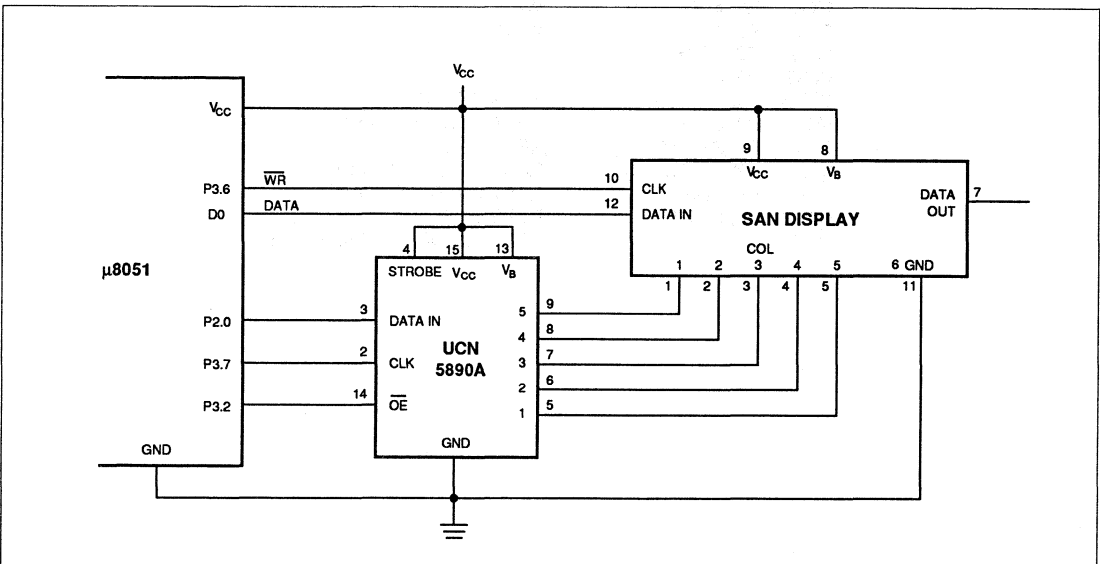 VCC
VCC
9
8
VCC
VB
P3.6
WR
10
CLK
DATA OUT
7
D0
DATA
12
DATA IN
SAN DISPLAY
COL
1
2
3
4
5
6 GND
1
2
3
4
5
11
μ8051
4
15
13
STROBE
VCC
VB
P2.0
3
DATA IN
5
9
P3.7
2
CLK
UCN
5890A
4
8
3
7
P3.2
14
OE
2
6
1
5
GND
GND